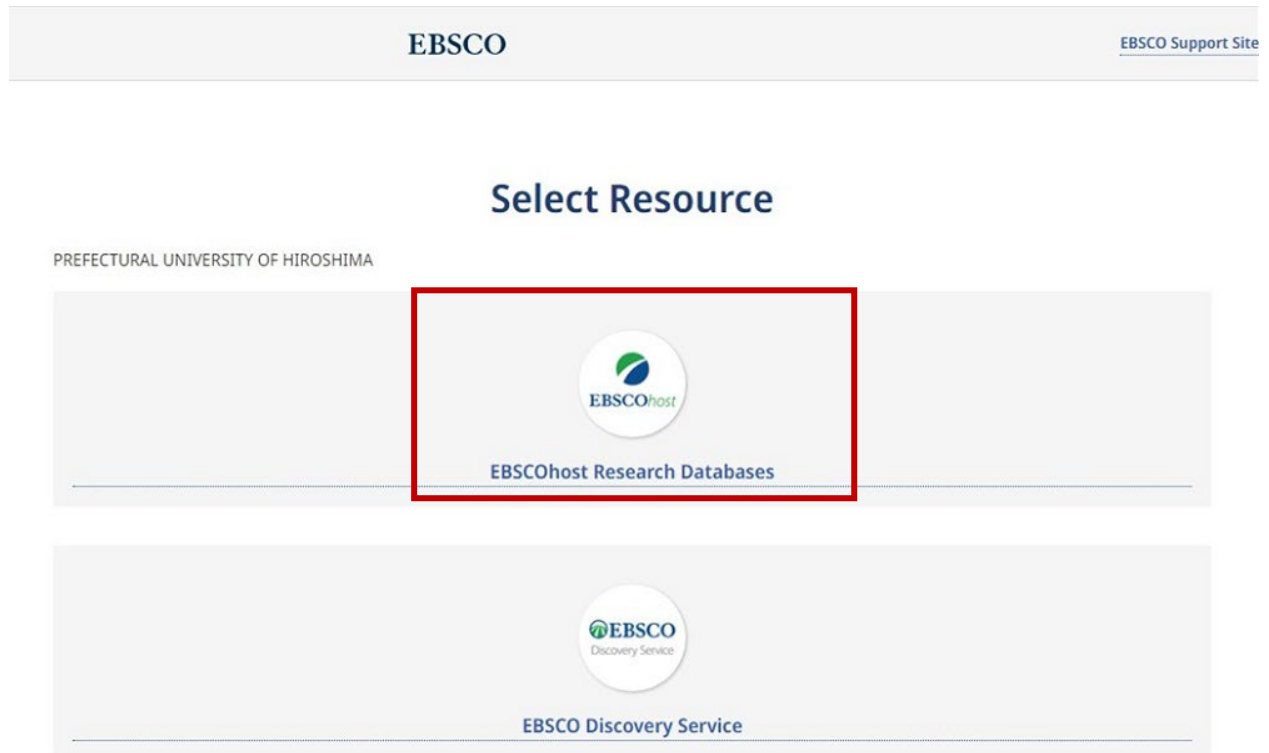 EBSCO
EBSCO Support Site
Select Resource
PREFECTURAL UNIVERSITY OF HIROSHIMA
EBSCOhost
EBSCOhost Research Databases
EBSCO
Discovery Service
EBSCO Discovery Service